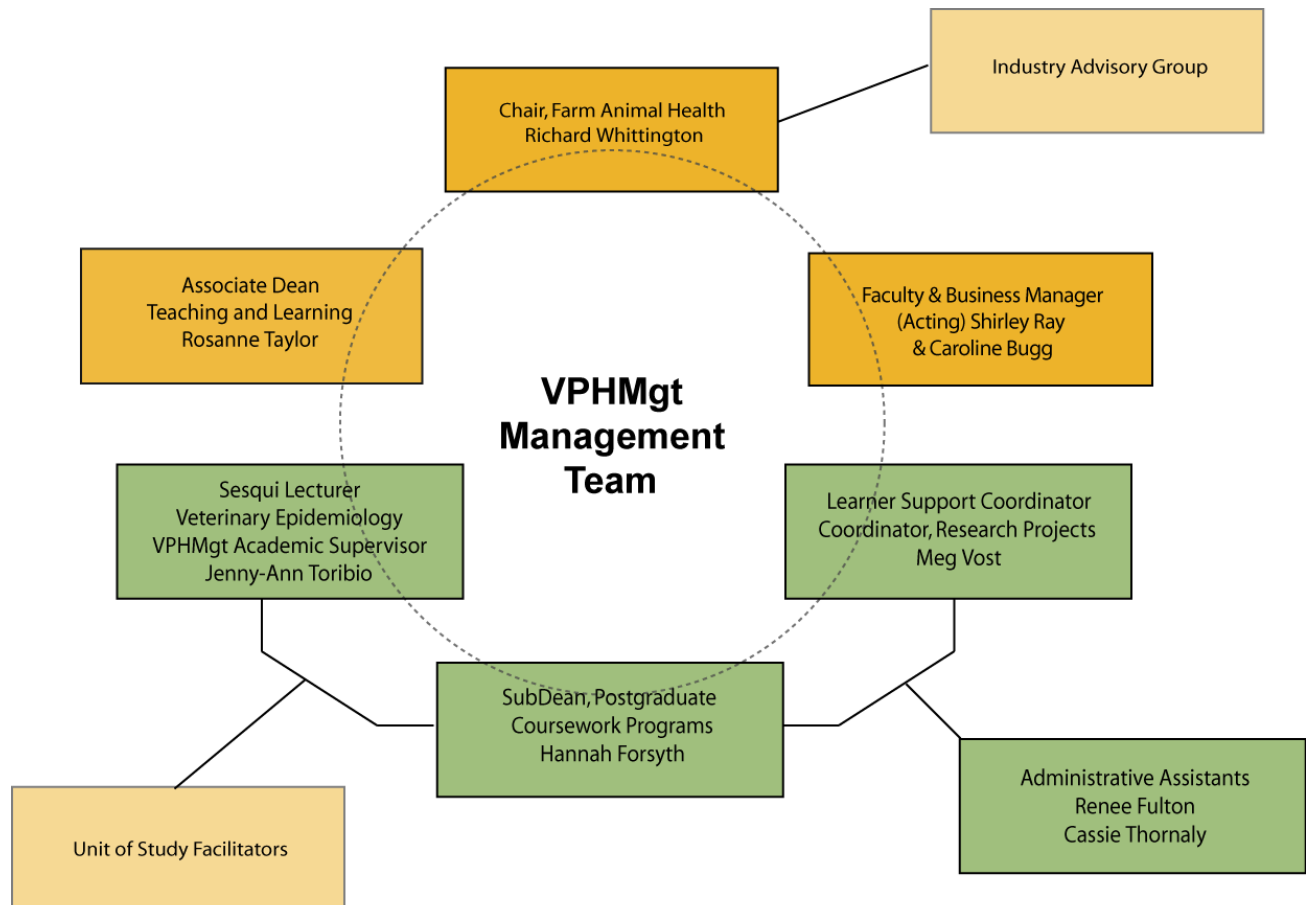 Industry Advisory Group
Chair, Farm Animal Health
Richard Whittington
Associate Dean
Teaching and Learning
Rosanne Taylor
Faculty & Business Manager
(Acting) Shirley Ray
& Caroline Bugg
VPHMgt
Management
Team
Sesqui Lecturer
Veterinary Epidemiology
VPHMgt Academic Supervisor
Jenny-Ann Toribio
Learner Support Coordinator
Coordinator, Research Projects
Meg Vost
SubDean, Postgraduate
Coursework Programs
Hannah Forsyth
Administrative Assistants
Renee Fulton
Cassie Thornaly
Unit of Study Facilitators